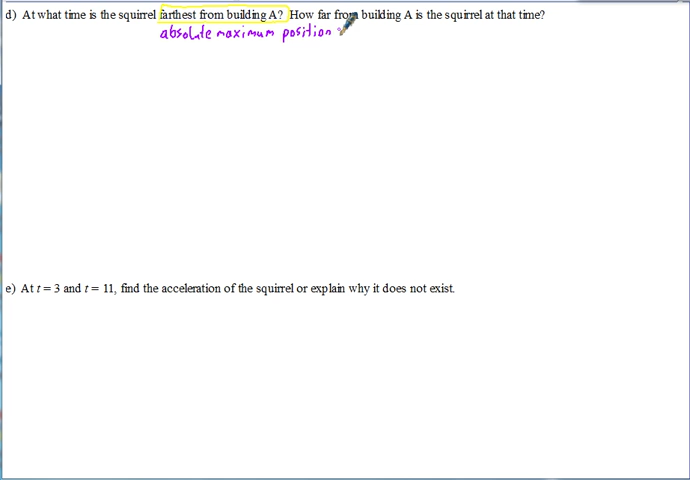 d) At what time is the squirrel farthest from building A? How far from building A is the squirrel at that time?
absolute maximum position
e) At t = 3 and t = 11, find the acceleration of the squirrel or explain why it does not exist.